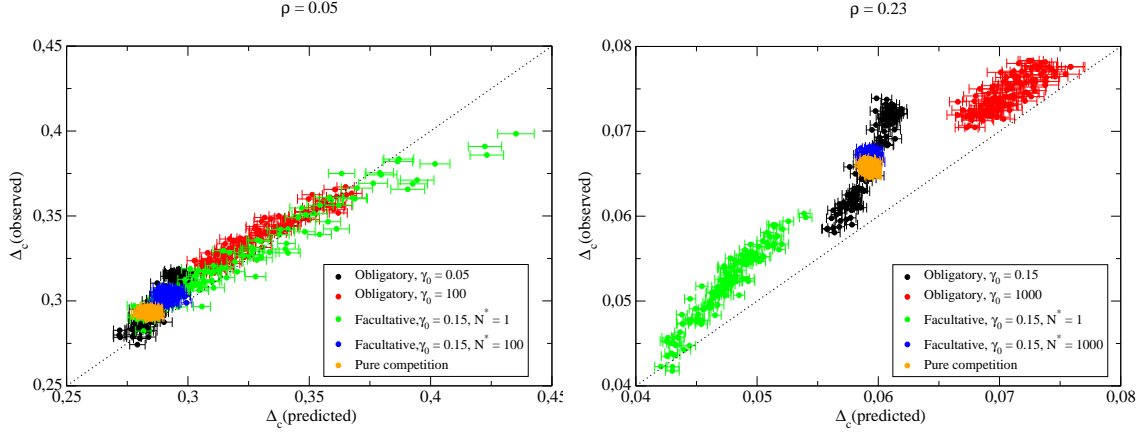 ρ = 0.05
0,45
0,4
0,35
0,3
0,25
Δc(observed)
Obligatory, γ0 = 0.05
Obligatory, γ0 = 100
Facultative,γ0 = 0.15, N* = 1
Facultative, γ0 = 0.15, N* = 100
Pure competition
0,25 0,3 0,35 0,4 0,45
Δc(predicted)
ρ = 0.23
0,08
0,07
0,06
0,05
0,04
Δc(observed)
Obligatory, γ0 = 0.15
Obligatory, γ0 = 1000
Facultative, γ0 = 0.15, N* = 1
Facultative, γ0 = 0.15, N* = 1000
Pure competition
0,04 0,05 0,06 0,07 0,08
Δc(predicted)